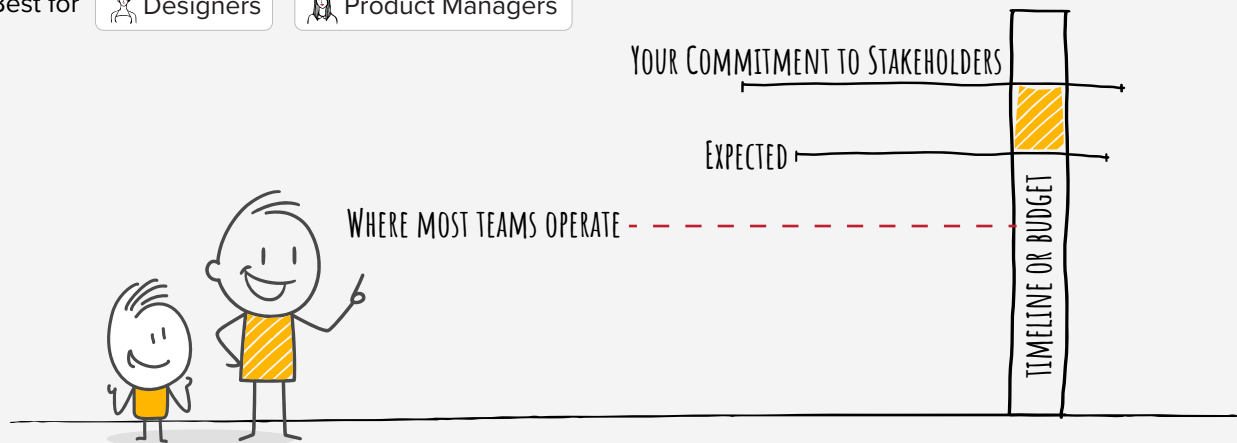 Best for Designers Product Managers
YOUR COMMITMENT TO STAKEHOLDERS
EXPECTED
WHERE MOST TEAMS OPERATE
TIMELINE OR BUDGET